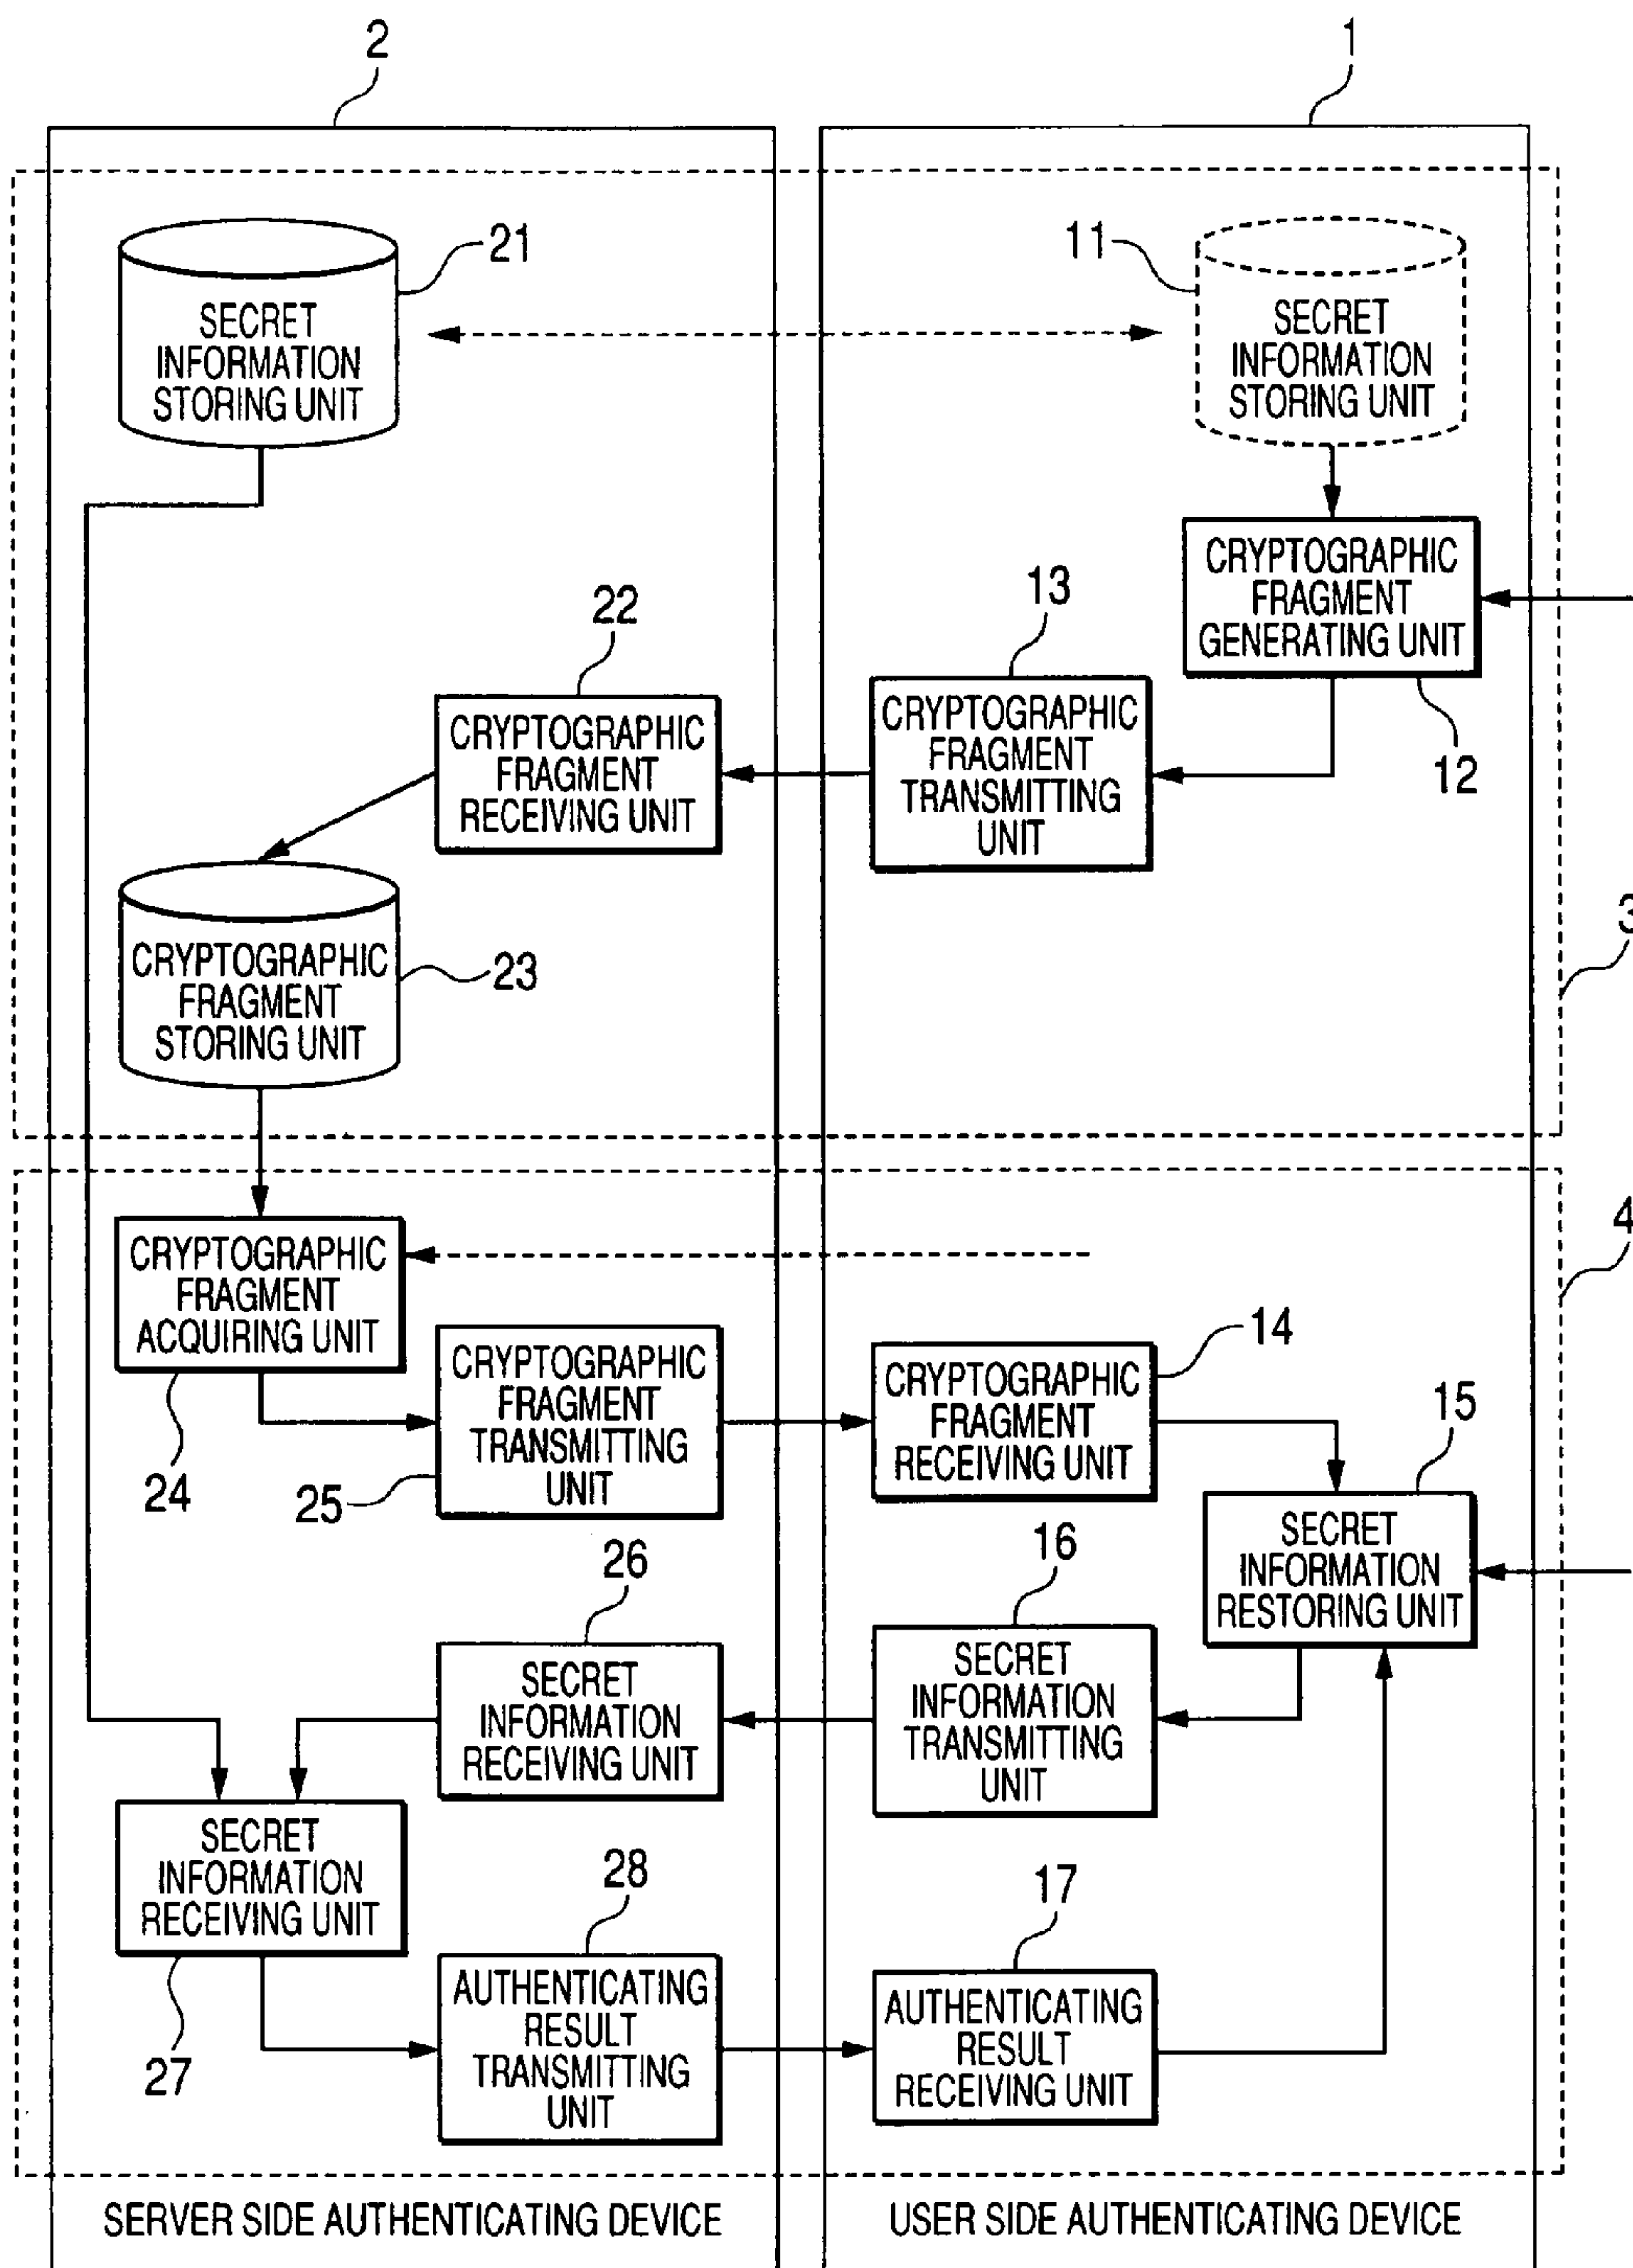 2
1
21
SECRET
INFORMATION
STORING UNIT
11
SECRET
INFORMATION
STORING UNIT
CRYPTOGRAPHIC
FRAGMENT
GENERATING UNIT
12
13
CRYPTOGRAPHIC
FRAGMENT
TRANSMITTING
UNIT
22
CRYPTOGRAPHIC
FRAGMENT
RECEIVING UNIT
CRYPTOGRAPHIC
FRAGMENT
STORING UNIT
23
3
4
CRYPTOGRAPHIC
FRAGMENT
ACQUIRING UNIT
24
CRYPTOGRAPHIC
FRAGMENT
TRANSMITTING
UNIT
25
14
CRYPTOGRAPHIC
FRAGMENT
RECEIVING UNIT
15
SECRET
INFORMATION
RESTORING UNIT
16
SECRET
INFORMATION
TRANSMITTING
UNIT
26
SECRET
INFORMATION
RECEIVING UNIT
SECRET
INFORMATION
RECEIVING UNIT
27
28
AUTHENTICATING
RESULT
TRANSMITTING
UNIT
17
AUTHENTICATING
RESULT
RECEIVING UNIT
SERVER SIDE AUTHENTICATING DEVICE
USER SIDE AUTHENTICATING DEVICE